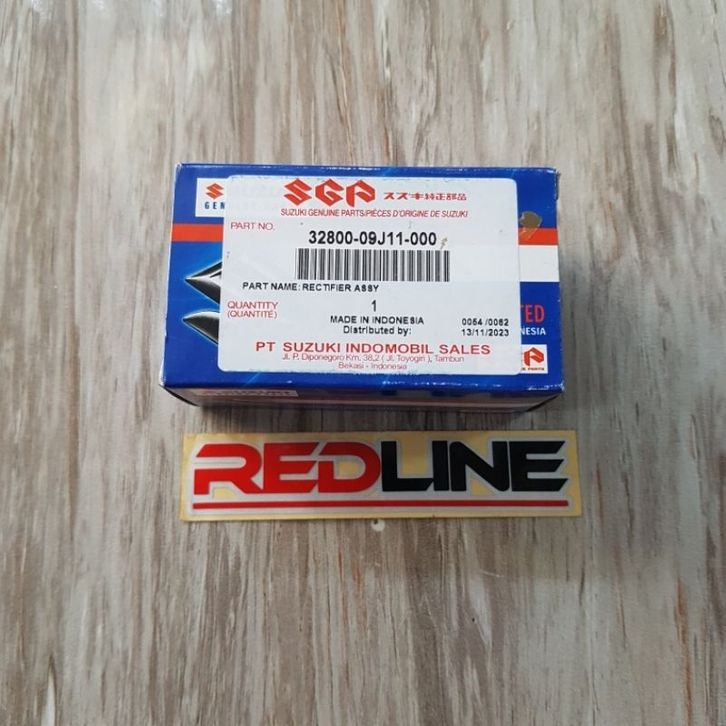 SGP スズキ純正部品
SUZUKI GENUINE PARTS/PIÈCES D'ORIGINE DE SUZUKI
PART NO.
32800-09J11-000
PART NAME: RECTIFIER ASSY
QUANTITY
(QUANTITÉ)
1
MADE IN INDONESIA
Distributed by:
0054 /0062
13/11/2023
PT SUZUKI INDOMOBIL SALES
Jl. P. Diponegoro Km. 38,2 ( Jl. Toyogiri ), Tambun
Bekasi - Indonesia
REDLINE